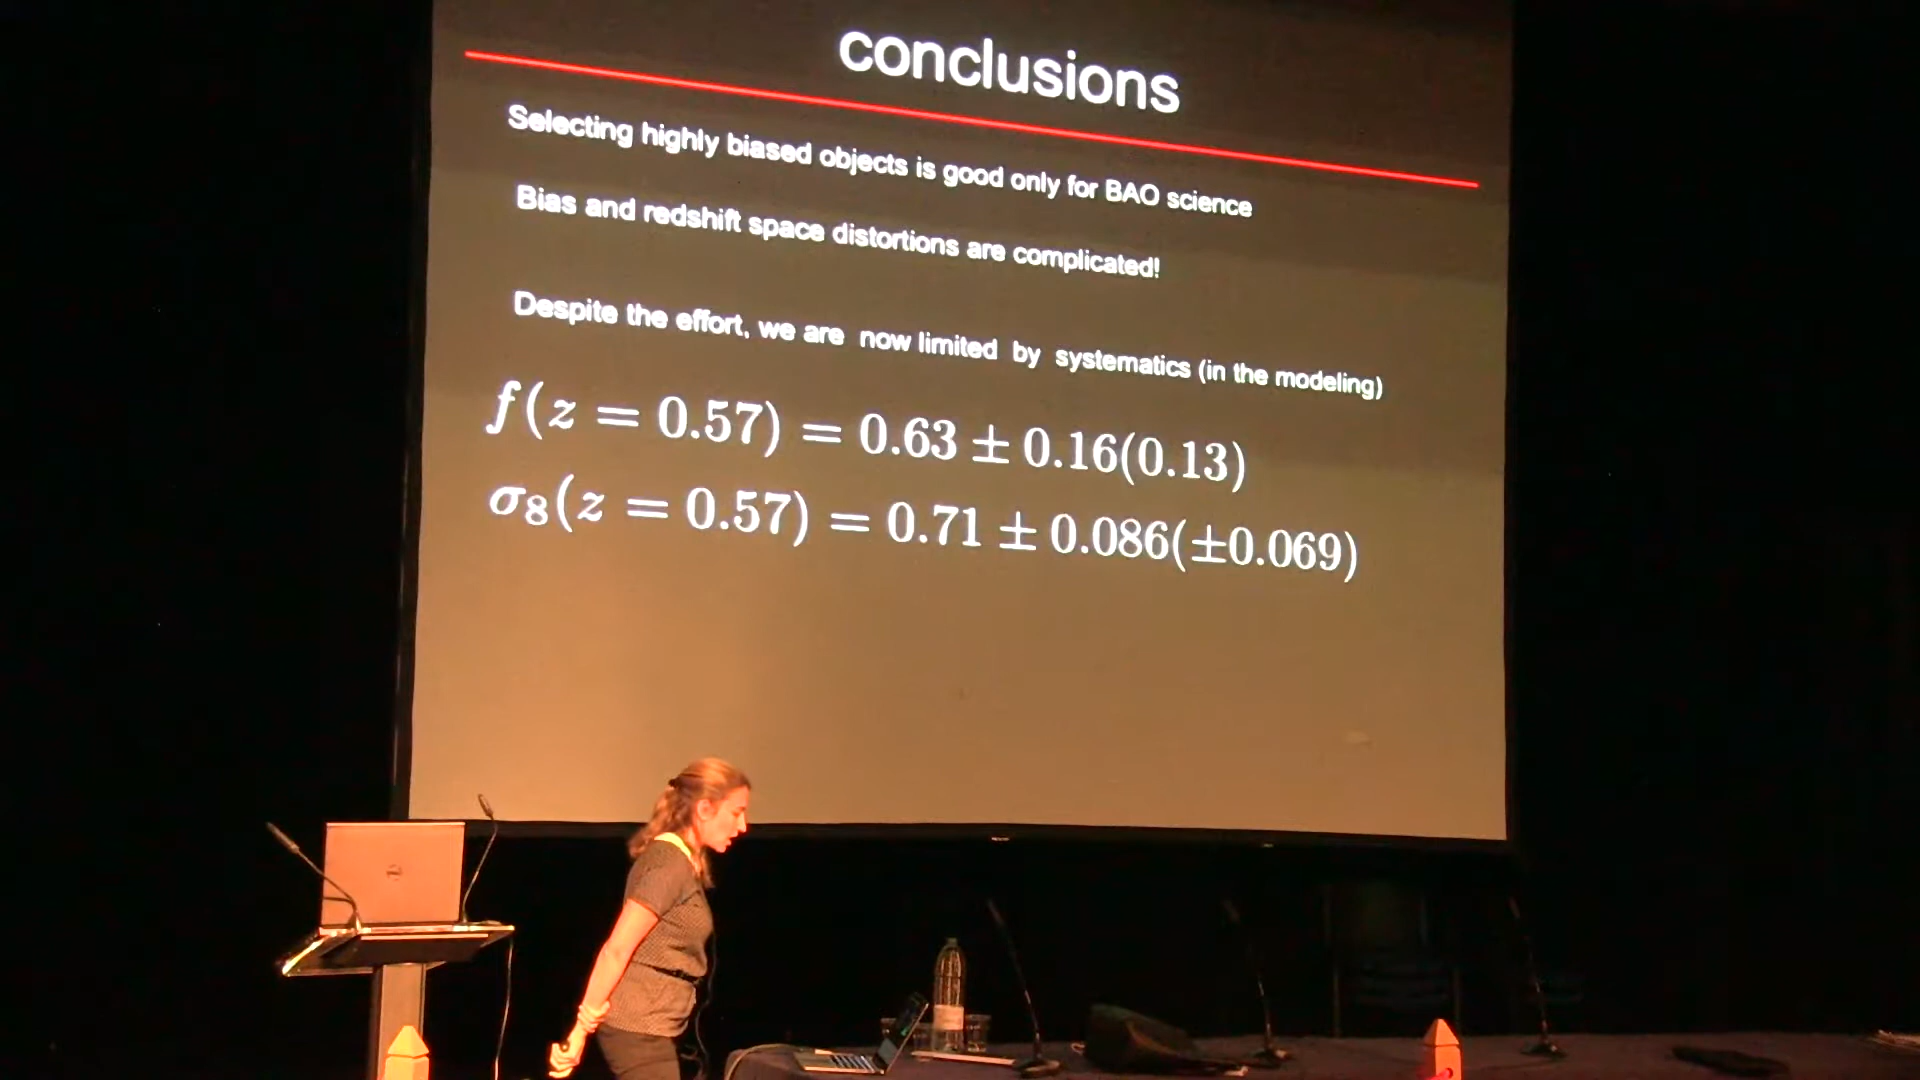 conclusions
Selecting highly biased objects is good only for BAO science
Bias and redshift space distortions are complicated!
Despite the effort, we are now limited by systematics (in the modeling)
f(z = 0.57) = 0.63 ± 0.16(0.13)
σ₈(z = 0.57) = 0.71 ± 0.086(±0.069)